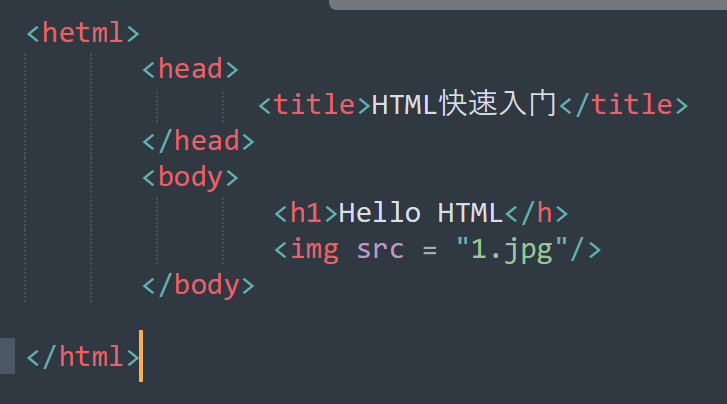 <hetml>
<head>
<title>HTML快速入门</title>
</head>
<body>
<h1>Hello HTML</h>
<img src = "1.jpg"/>
</body>
</html>